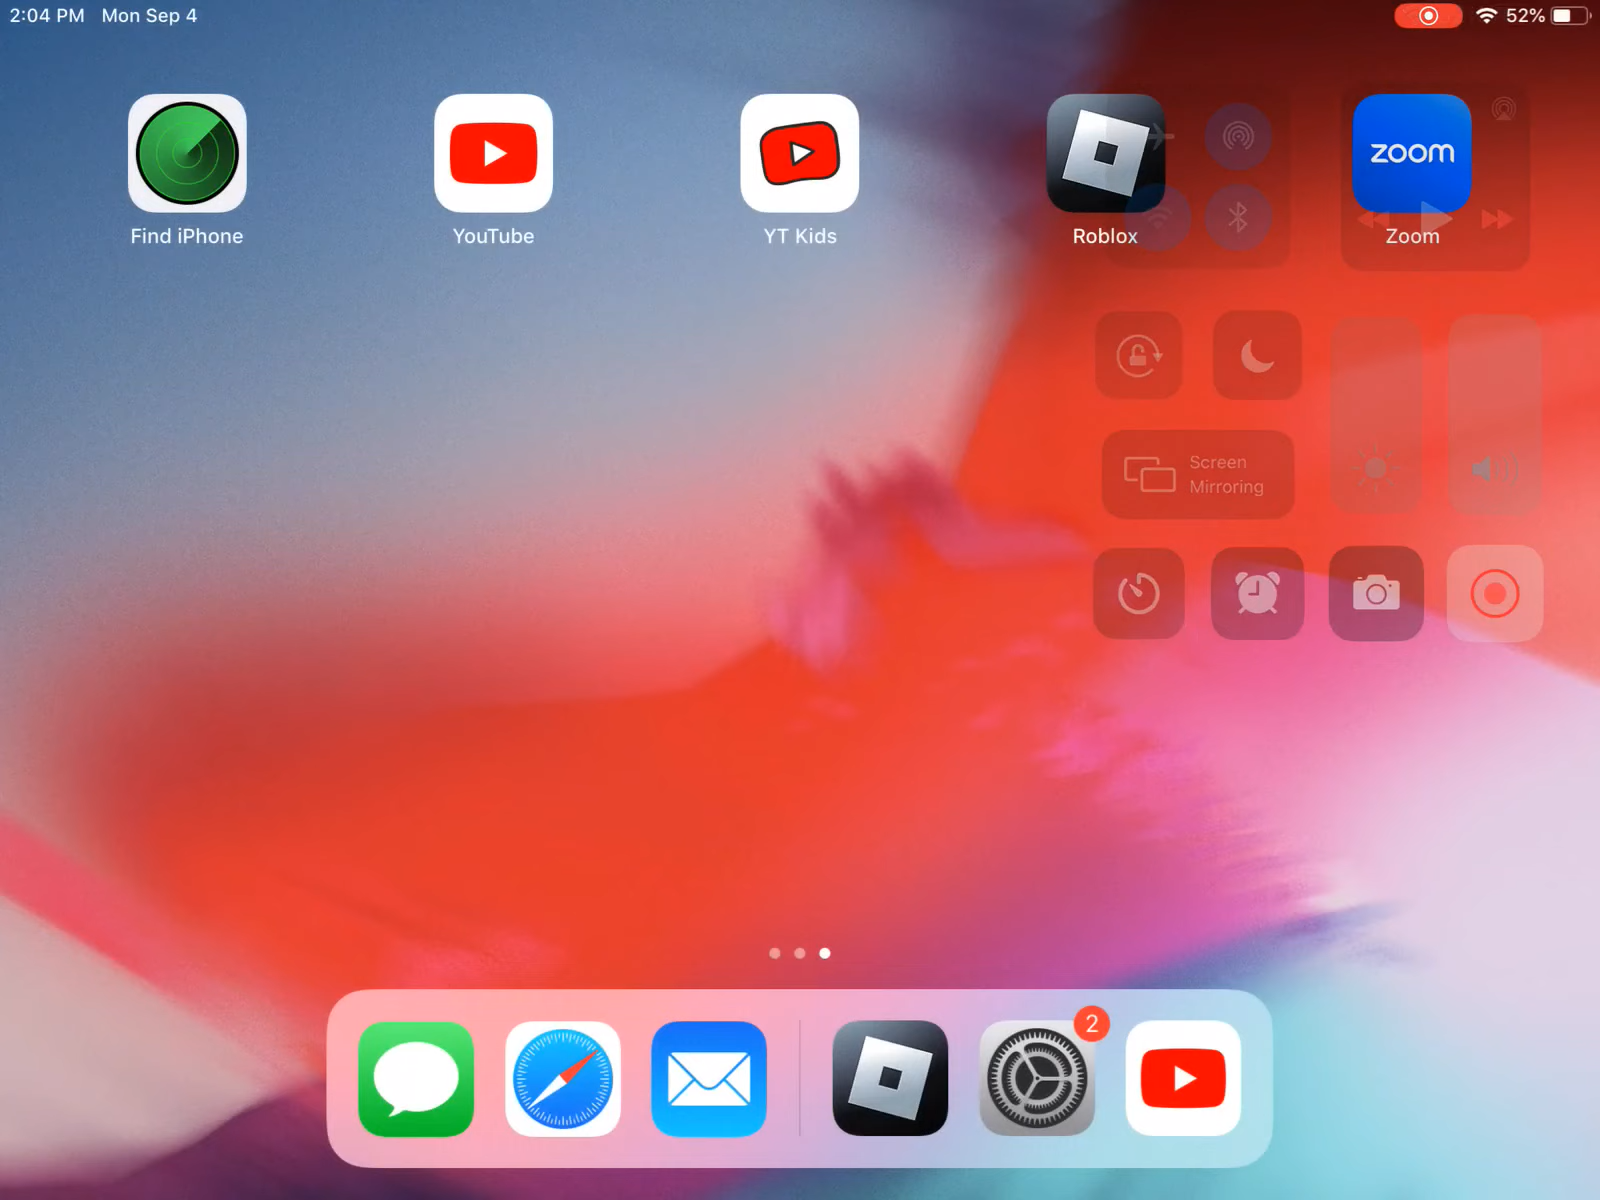 2:04 PM Mon Sep 4
52%
zoom
Find iPhone
YouTube
YT Kids
Roblox
Zoom
Screen
Mirroring
2